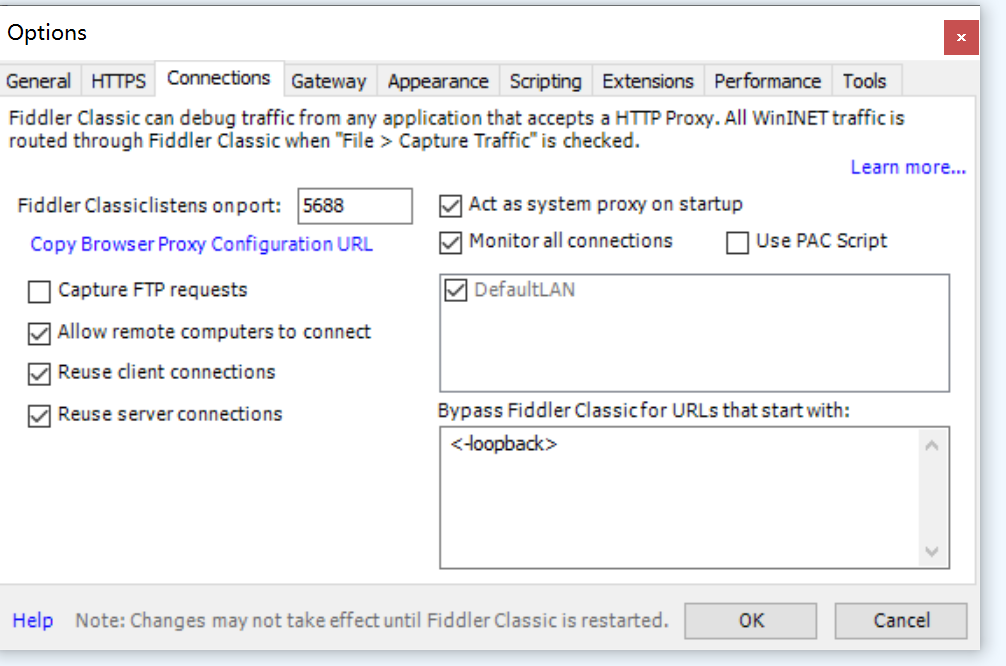 Options
General HTTPS Connections Gateway Appearance Scripting Extensions Performance Tools
Fiddler Classic can debug traffic from any application that accepts a HTTP Proxy. All WinINET traffic is
routed through Fiddler Classic when "File > Capture Traffic" is checked.
Learn more...
Fiddler Classic listens on port: 5688
Copy Browser Proxy Configuration URL
Capture FTP requests
Allow remote computers to connect
Reuse client connections
Reuse server connections
Act as system proxy on startup
Monitor all connections Use PAC Script
DefaultLAN
Bypass Fiddler Classic for URLs that start with:
<-loopback>
Help Note: Changes may not take effect until Fiddler Classic is restarted. OK Cancel